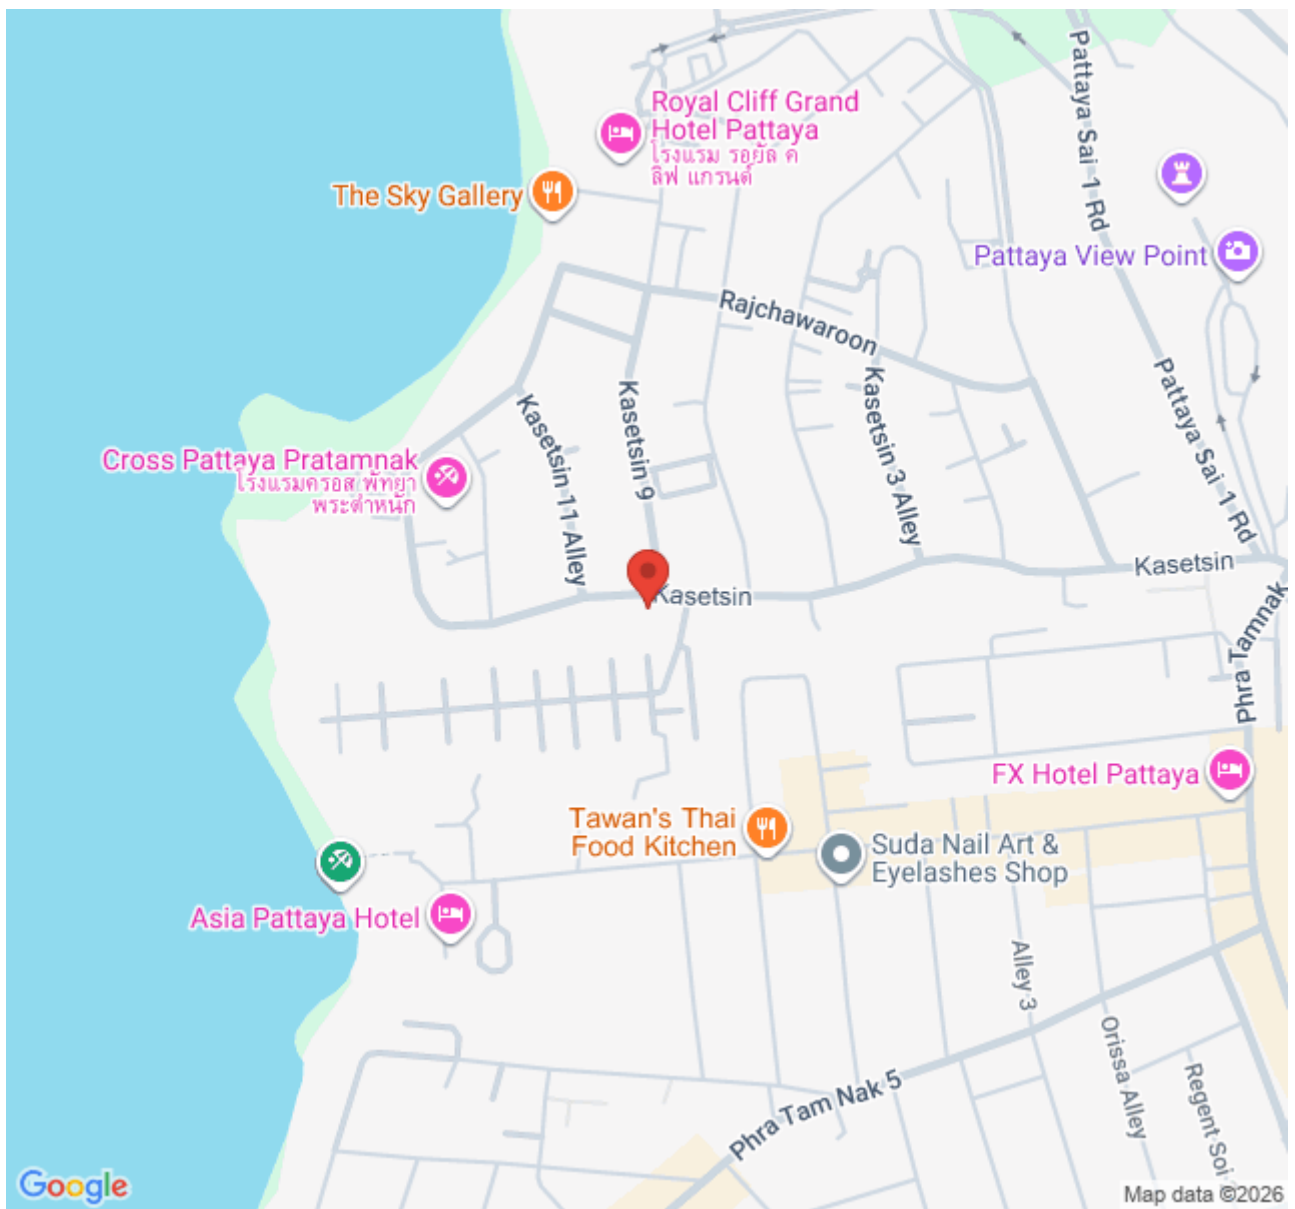 Royal Cliff Grand
Hotel Pattaya
โรงแรม รอยัล ค
ลิฟ แกรนด์
The Sky Gallery
Pattaya Sai 1 Rd
Pattaya View Point
Rajchawaroon
Kasetsin 3 Alley
Pattaya Sai 1 Rd
Kasetsin 9
Kasetsin 11 Alley
Cross Pattaya Pratamnak
โรงแรมครอส พัทยา
พระตำหนัก
Kasetsin
Kasetsin
Phra Tamnak
FX Hotel Pattaya
Tawan's Thai
Food Kitchen
Suda Nail Art &
Eyelashes Shop
Asia Pattaya Hotel
Alley 3
Orissa Alley
Regent Soi
Phra Tam Nak 5
Google
Map data ©2026